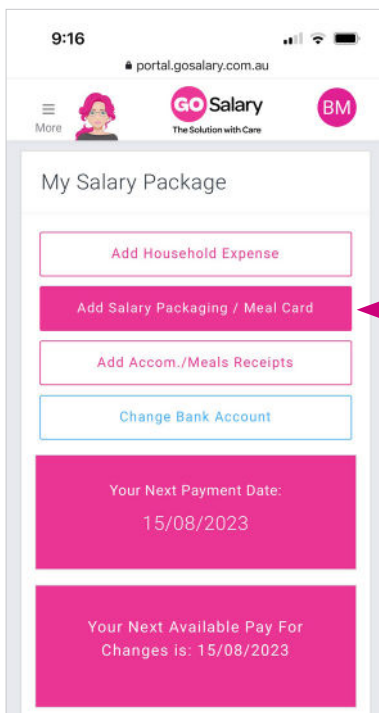 9:16
portal.gosalary.com.au
More
GO Salary
The Solution with Care
BM
My Salary Package
Add Household Expense
Add Salary Packaging / Meal Card
Add Accom./Meals Receipts
Change Bank Account
Your Next Payment Date:
15/08/2023
Your Next Available Pay For
Changes is: 15/08/2023